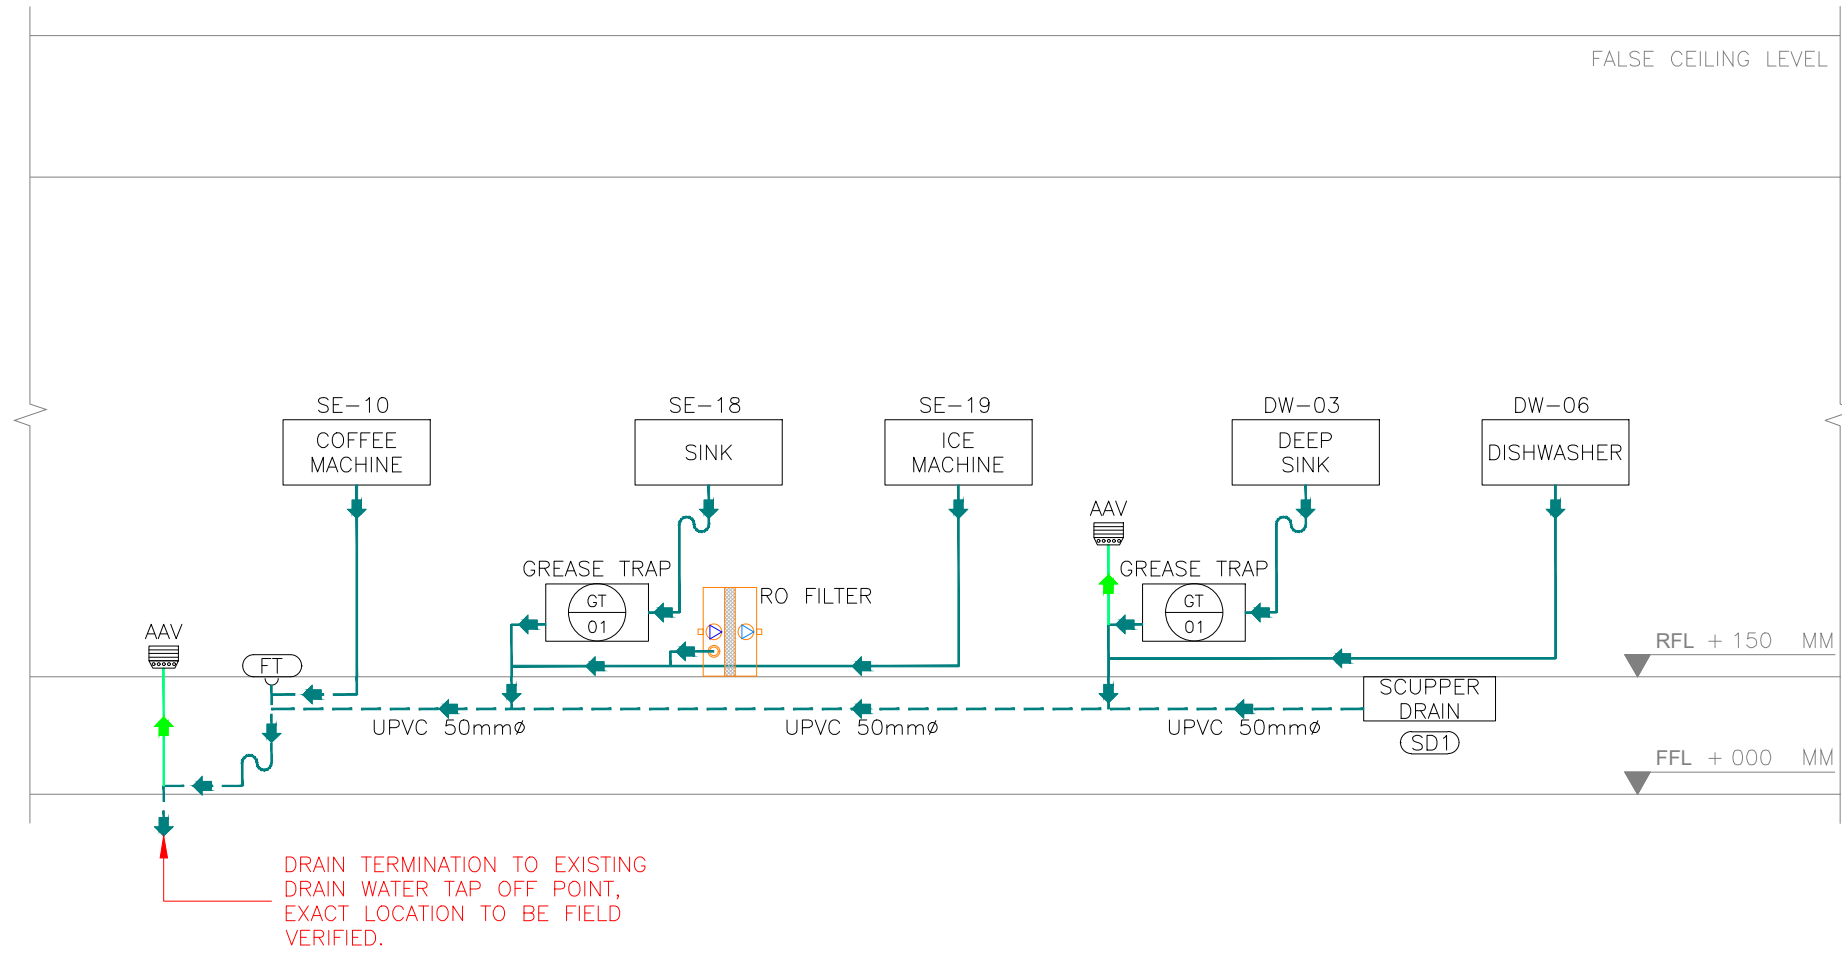 FALSE CEILING LEVEL
SE-10
SE-18
SE-19
DW-03
DW-06
COFFEE
MACHINE
SINK
ICE
MACHINE
DEEP
SINK
DISHWASHER
AAV
GREASE TRAP
GT
01
RO FILTER
GREASE TRAP
GT
01
AAV
FT
RFL + 150 MM
SCUPPER
DRAIN
SD1
UPVC 50mmø
UPVC 50mmø
UPVC 50mmø
FFL + 000 MM
DRAIN TERMINATION TO EXISTING
DRAIN WATER TAP OFF POINT,
EXACT LOCATION TO BE FIELD
VERIFIED.